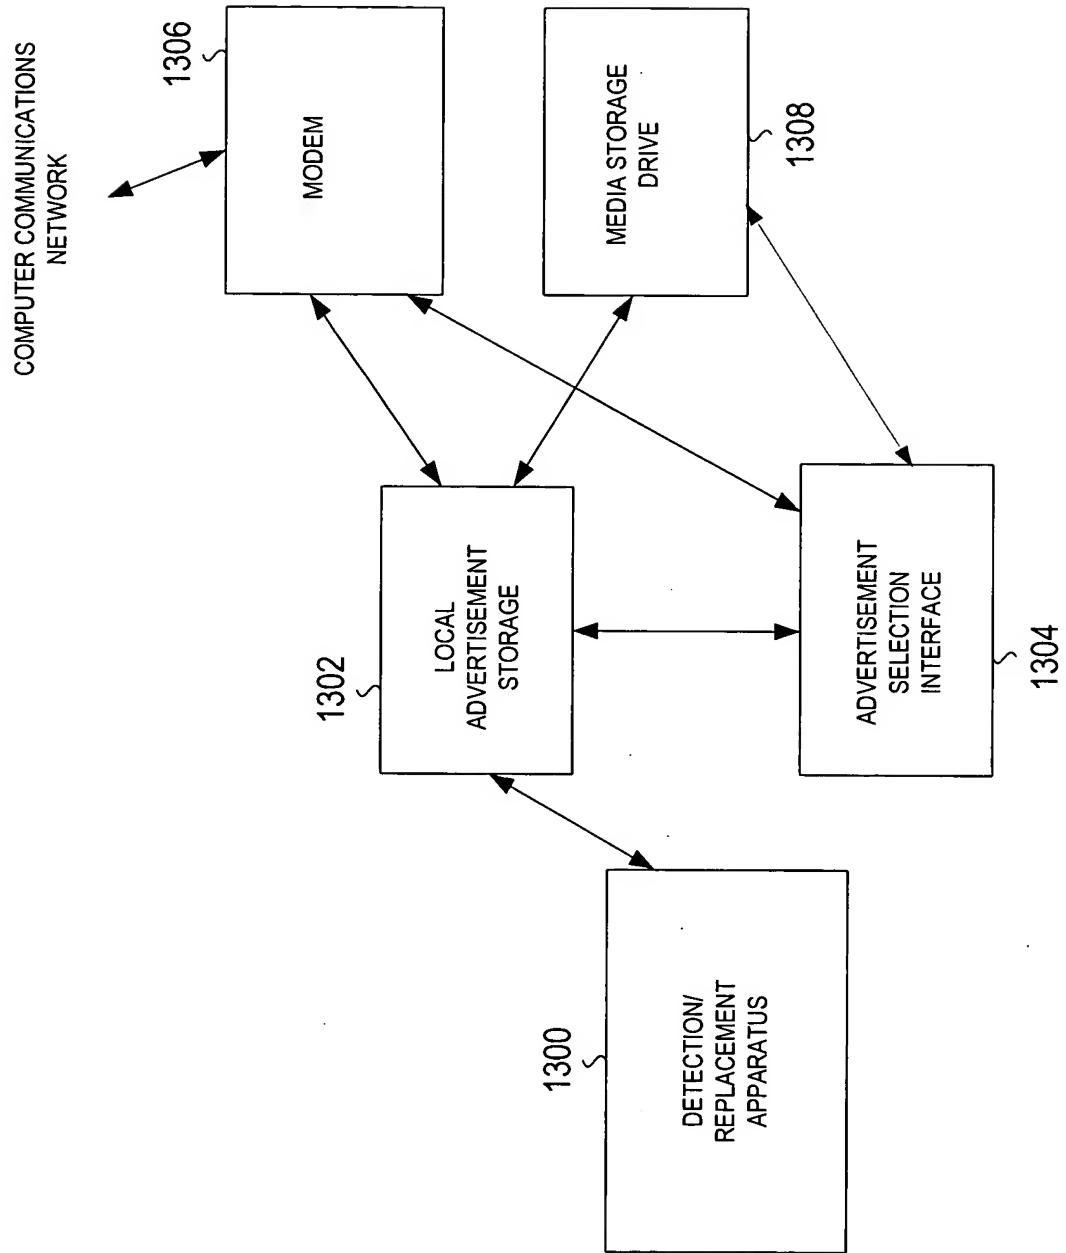 COMPUTER COMMUNICATIONS
NETWORK
1306
MODEM
MEDIA STORAGE
DRIVE
1308
1302
LOCAL
ADVERTISEMENT
STORAGE
ADVERTISEMENT
SELECTION
INTERFACE
1304
1300
DETECTION/
REPLACEMENT
APPARATUS